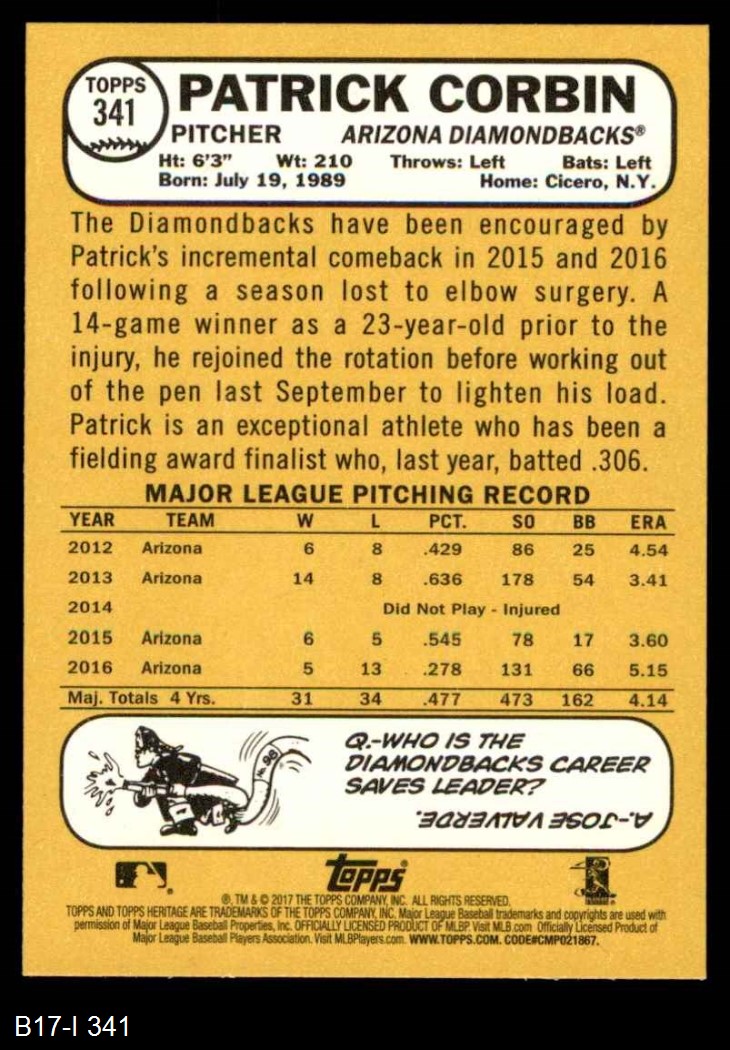 TOPPS
341
PATRICK CORBIN
PITCHER ARIZONA DIAMONDBACKS®
Ht: 6'3" Wt: 210 Throws: Left Bats: Left
Born: July 19, 1989 Home: Cicero, N.Y.
The Diamondbacks have been encouraged by
Patrick's incremental comeback in 2015 and 2016
following a season lost to elbow surgery. A
14-game winner as a 23-year-old prior to the
injury, he rejoined the rotation before working out
of the pen last September to lighten his load.
Patrick is an exceptional athlete who has been a
fielding award finalist who, last year, batted .306.
MAJOR LEAGUE PITCHING RECORD
YEAR TEAM W L PCT. SO BB ERA
2012 Arizona 6 8 .429 86 25 4.54
2013 Arizona 14 8 .636 178 54 3.41
2014 Did Not Play - Injured
2015 Arizona 6 5 .545 78 17 3.60
2016 Arizona 5 13 .278 131 66 5.15
Maj. Totals 4 Yrs. 31 34 .477 473 162 4.14
Q.-WHO IS THE
DIAMONDBACKS CAREER
SAVES LEADER?
A.-JOSE VALVERDE.
Topps
®, TM & © 2017 THE TOPPS COMPANY, INC. ALL RIGHTS RESERVED.
TOPPS AND TOPPS HERITAGE ARE TRADEMARKS OF THE TOPPS COMPANY, INC. Major League Baseball trademarks and copyrights are used with
permission of Major League Baseball Properties, Inc. OFFICIALLY LICENSED PRODUCT OF MLBP. Visit MLB.com Officially Licensed Product of
Major League Baseball Players Association. Visit MLBPlayers.com. WWW.TOPPS.COM. CODE#CMP021867.
B17-I 341